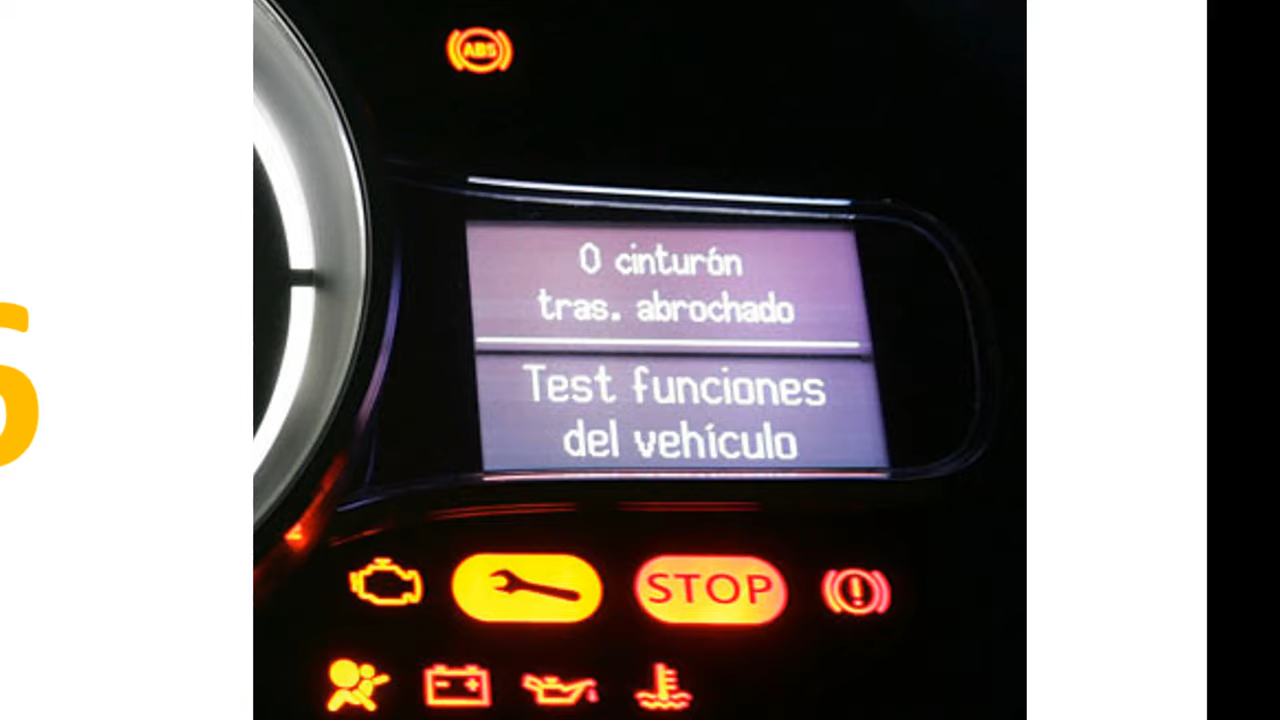 ABS
0 cinturón
tras. abrochado
Test funciones
del vehículo
STOP